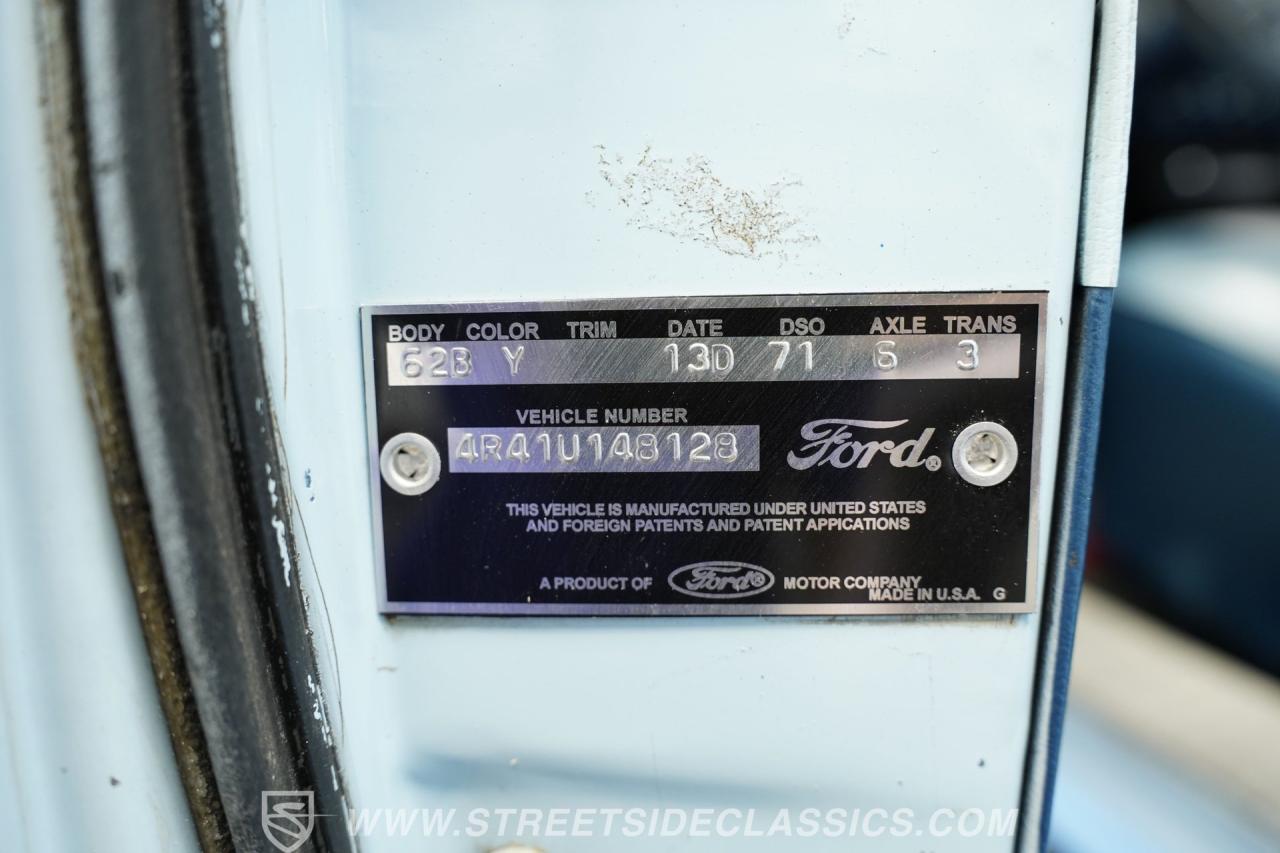 BODY COLOR TRIM DATE DSO AXLE TRANS
62B Y 13D 71 6 3
VEHICLE NUMBER
4R41U148128
Ford®
THIS VEHICLE IS MANUFACTURED UNDER UNITED STATES
AND FOREIGN PATENTS AND PATENT APPICATIONS
A PRODUCT OF Ford® MOTOR COMPANY
MADE IN U.S.A. G
S WWW.STREETSIDECLASSICS.COM